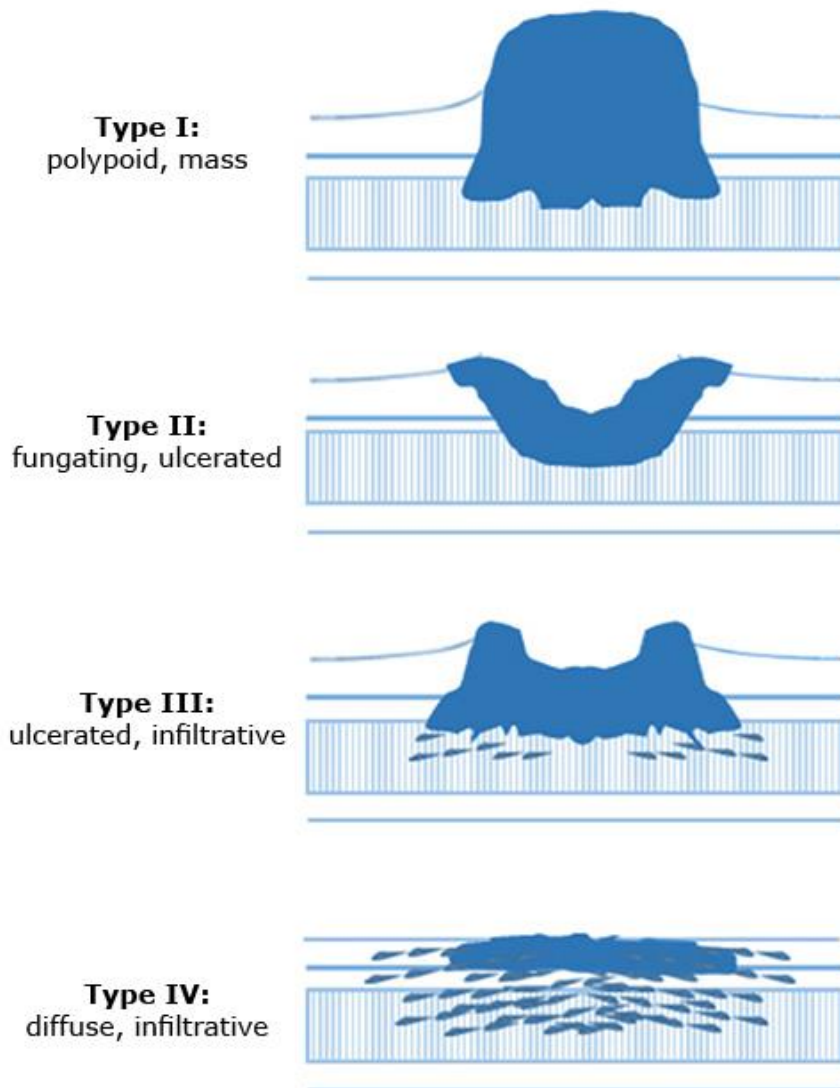 Type I:
polypoid, mass
Type II:
fungating, ulcerated
Type III:
ulcerated, infiltrative
Type IV:
diffuse, infiltrative